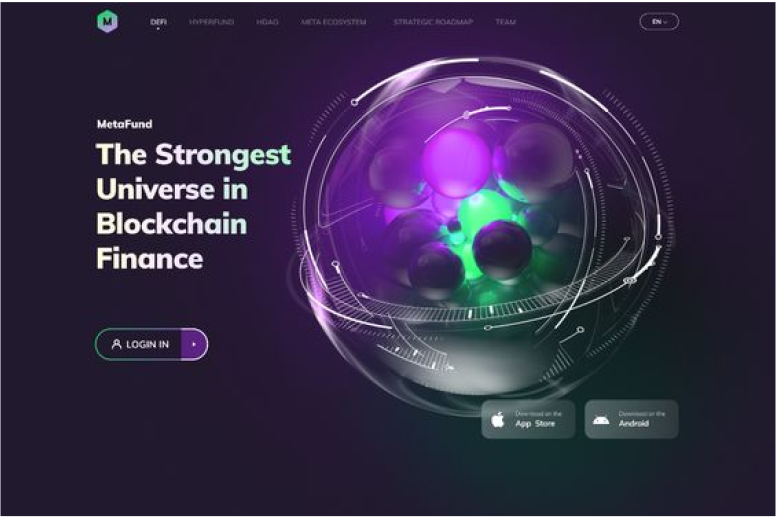 M
DEFI
HYPERFUND
HDAO
META ECOSYSTEM
STRATEGIC ROADMAP
TEAM
EN
MetaFund
The Strongest
Universe in
Blockchain
Finance
LOGIN IN
Download on the
App Store
Download on the
Android